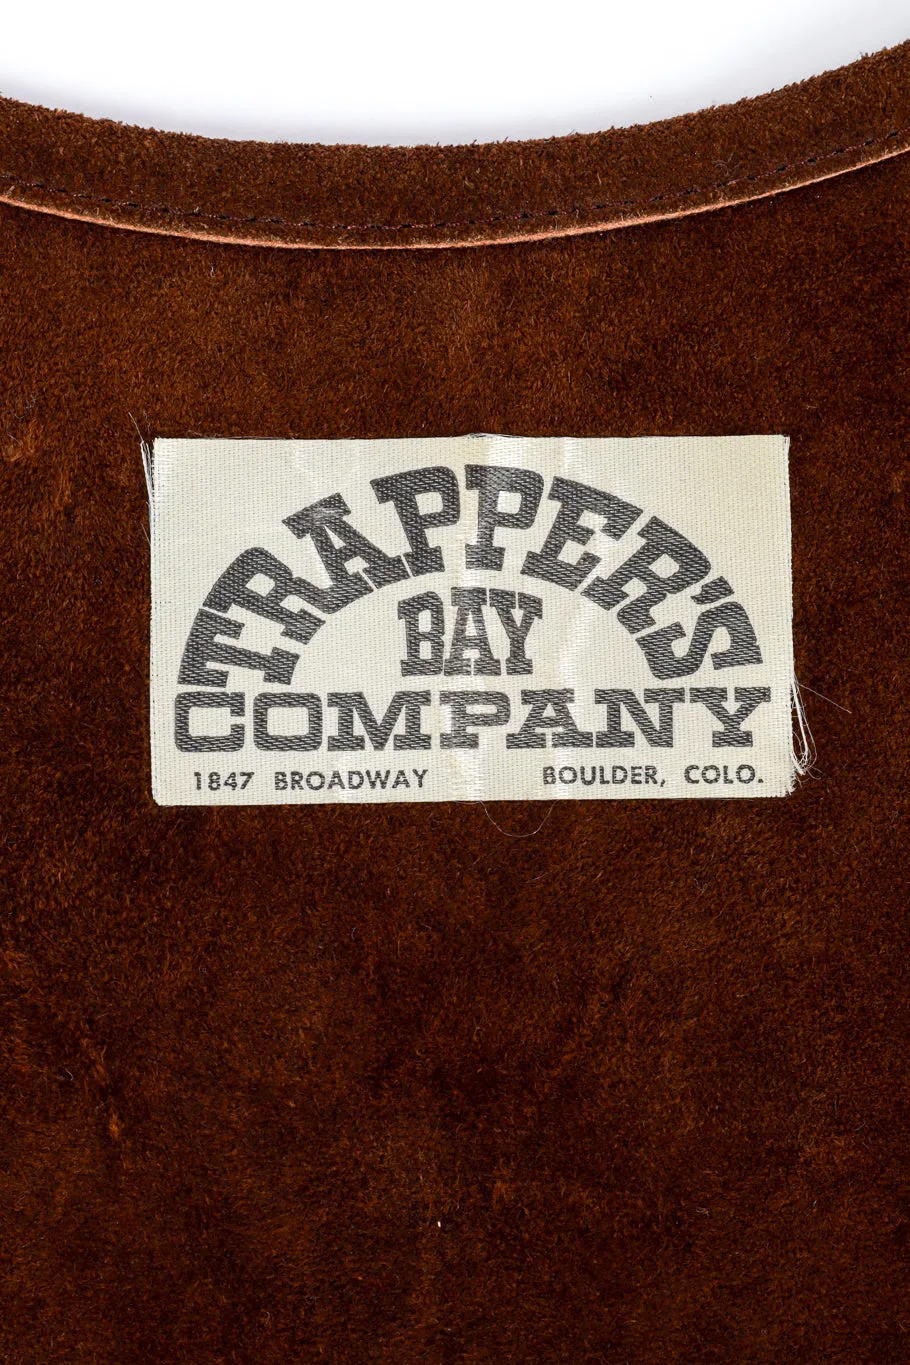 TRAPPER'S
BAY
COMPANY
1847 BROADWAY BOULDER, COLO.